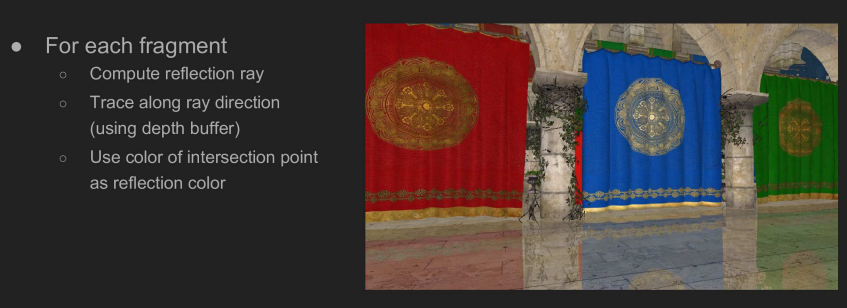 ● For each fragment
○ Compute reflection ray
○ Trace along ray direction
(using depth buffer)
○ Use color of intersection point
as reflection color